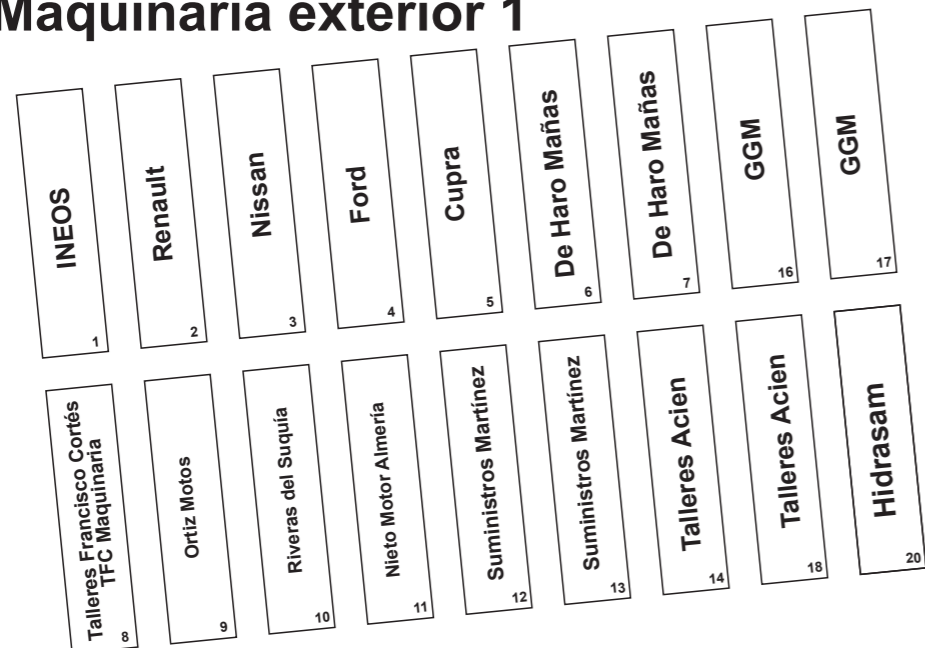 Maquinaria exterior 1
INEOS
1
Renault
2
Nissan
3
Ford
4
Cupra
5
De Haro Mañas
6
De Haro Mañas
7
GGM
16
GGM
17
Talleres Francisco Cortés
TFC Maquinaria
8
Ortiz Motos
9
Riveras del Suquía
10
Nieto Motor Almería
11
Suministros Martínez
12
Suministros Martínez
13
Talleres Acien
14
Talleres Acien
18
Hidrasam
20